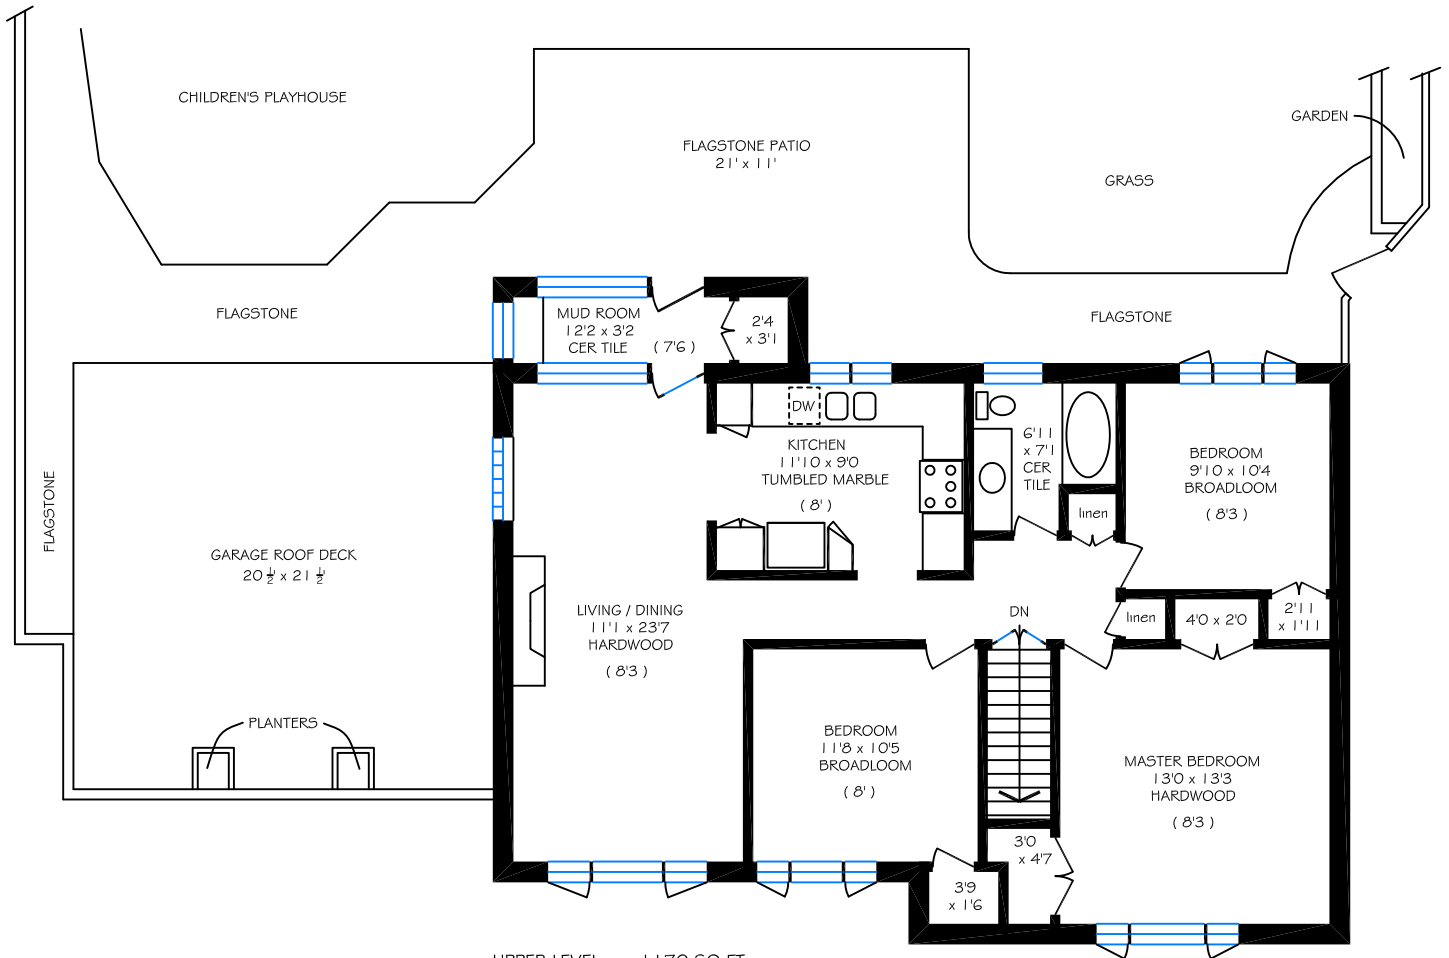 CHILDREN'S PLAYHOUSE
FLAGSTONE PATIO
21' x 11'
GARDEN
GRASS
FLAGSTONE
MUD ROOM
12'2 x 3'2
CER TILE
( 7'6 )
2'4
x 3'1
FLAGSTONE
DW
KITCHEN
11'10 x 9'0
TUMBLED MARBLE
( 8' )
6'11
x 7'1
CER
TILE
linen
BEDROOM
9'10 x 10'4
BROADLOOM
( 8'3 )
FLAGSTONE
GARAGE ROOF DECK
20 ½' x 21 ½'
LIVING / DINING
11'1 x 23'7
HARDWOOD
( 8'3 )
DN
linen
4'0 x 2'0
2'11
x 1'11
PLANTERS
BEDROOM
11'8 x 10'5
BROADLOOM
( 8' )
MASTER BEDROOM
13'0 x 13'3
HARDWOOD
( 8'3 )
3'0
x 4'7
3'9
x 1'6
UPPER LEVEL 1170 SQ FT